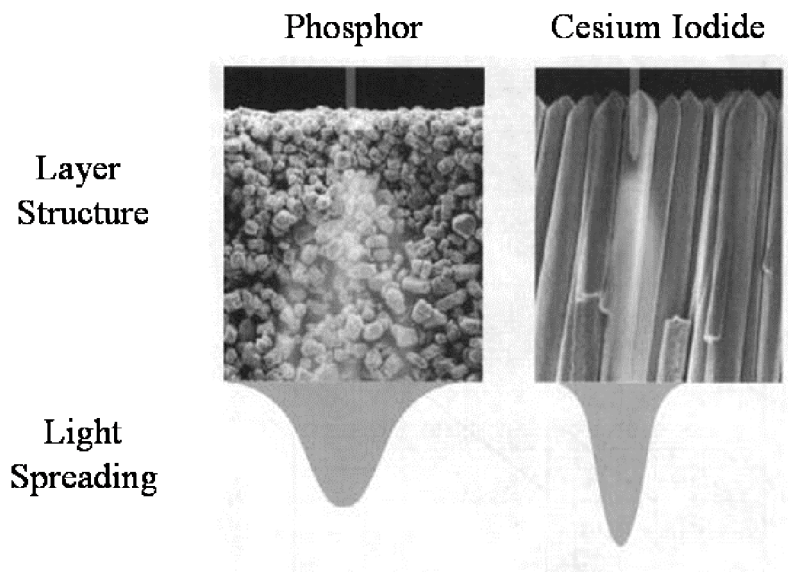 Phosphor
Cesium Iodide
Layer
Structure
Light
Spreading